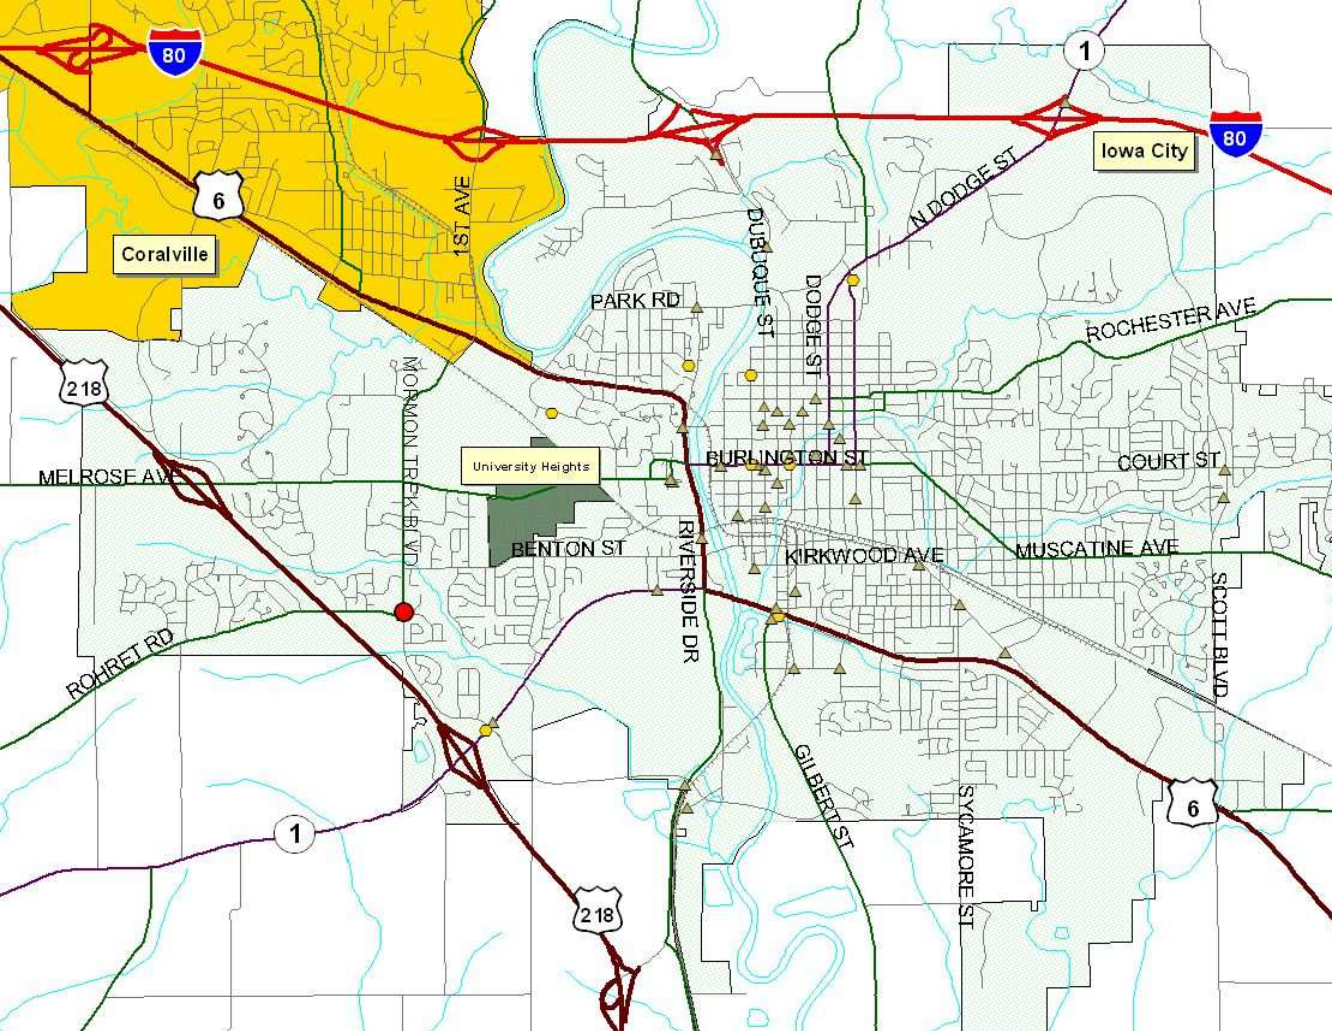 80
1
80
Iowa City
6
1ST AVE
N DODGE ST
DUBUQUE ST
Coralville
PARK RD
DODGE ST
ROCHESTER AVE
218
MORMON TREK BLVD
University Heights
BURLINGTON ST
COURT ST
MELROSE AVE
RIVERSIDE DR
BENTON ST
KIRKWOOD AVE
MUSCATINE AVE
SCOTT BLVD
ROHRET RD
GILBERT ST
SYCAMORE ST
6
1
218